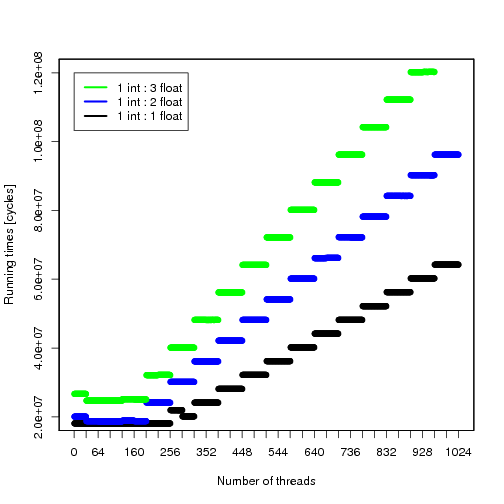 1 int : 3 float
1 int : 2 float
1 int : 1 float
Running times [cycles]
1.2e+08
1.0e+08
8.0e+07
6.0e+07
4.0e+07
2.0e+07
0 64 160 256 352 448 544 640 736 832 928 1024
Number of threads